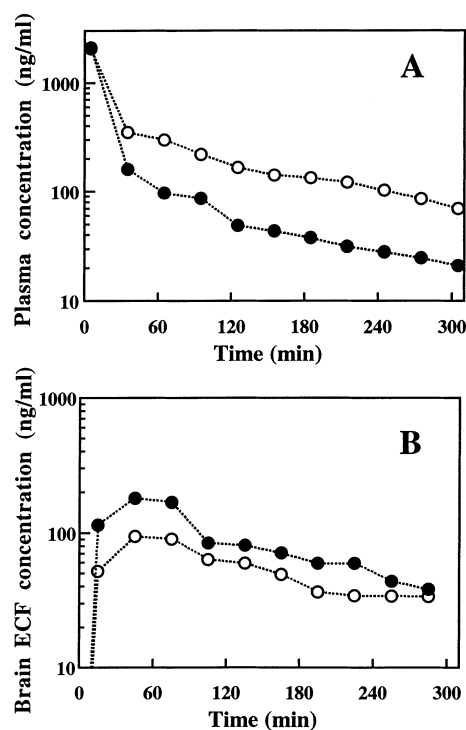 A
Plasma concentration (ng/ml)
1000
100
10
0 60 120 180 240 300
Time (min)
B
Brain ECF concentration (ng/ml)
1000
100
10
0 60 120 180 240 300
Time (min)